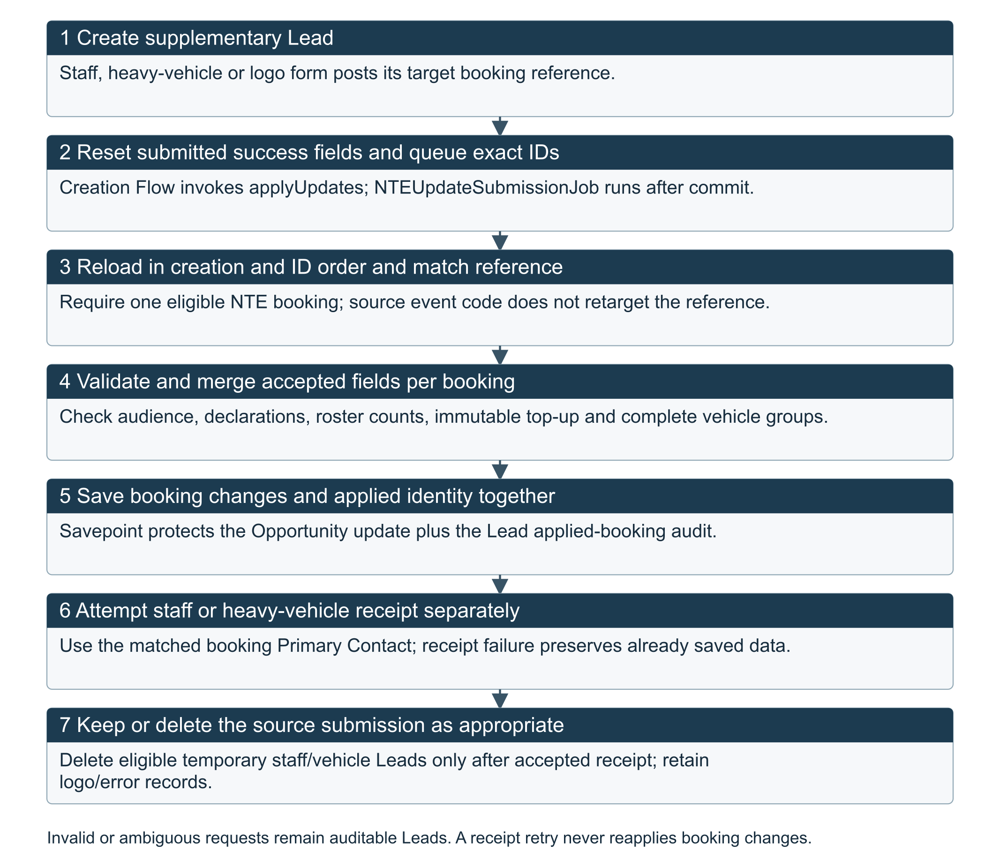 1 Create supplementary Lead
Staff, heavy-vehicle or logo form posts its target booking reference.
2 Reset submitted success fields and queue exact IDs
Creation Flow invokes applyUpdates; NTEUpdateSubmissionJob runs after commit.
3 Reload in creation and ID order and match reference
Require one eligible NTE booking; source event code does not retarget the reference.
4 Validate and merge accepted fields per booking
Check audience, declarations, roster counts, immutable top-up and complete vehicle groups.
5 Save booking changes and applied identity together
Savepoint protects the Opportunity update plus the Lead applied-booking audit.
6 Attempt staff or heavy-vehicle receipt separately
Use the matched booking Primary Contact; receipt failure preserves already saved data.
7 Keep or delete the source submission as appropriate
Delete eligible temporary staff/vehicle Leads only after accepted receipt; retain
logo/error records.
Invalid or ambiguous requests remain auditable Leads. A receipt retry never reapplies booking changes.